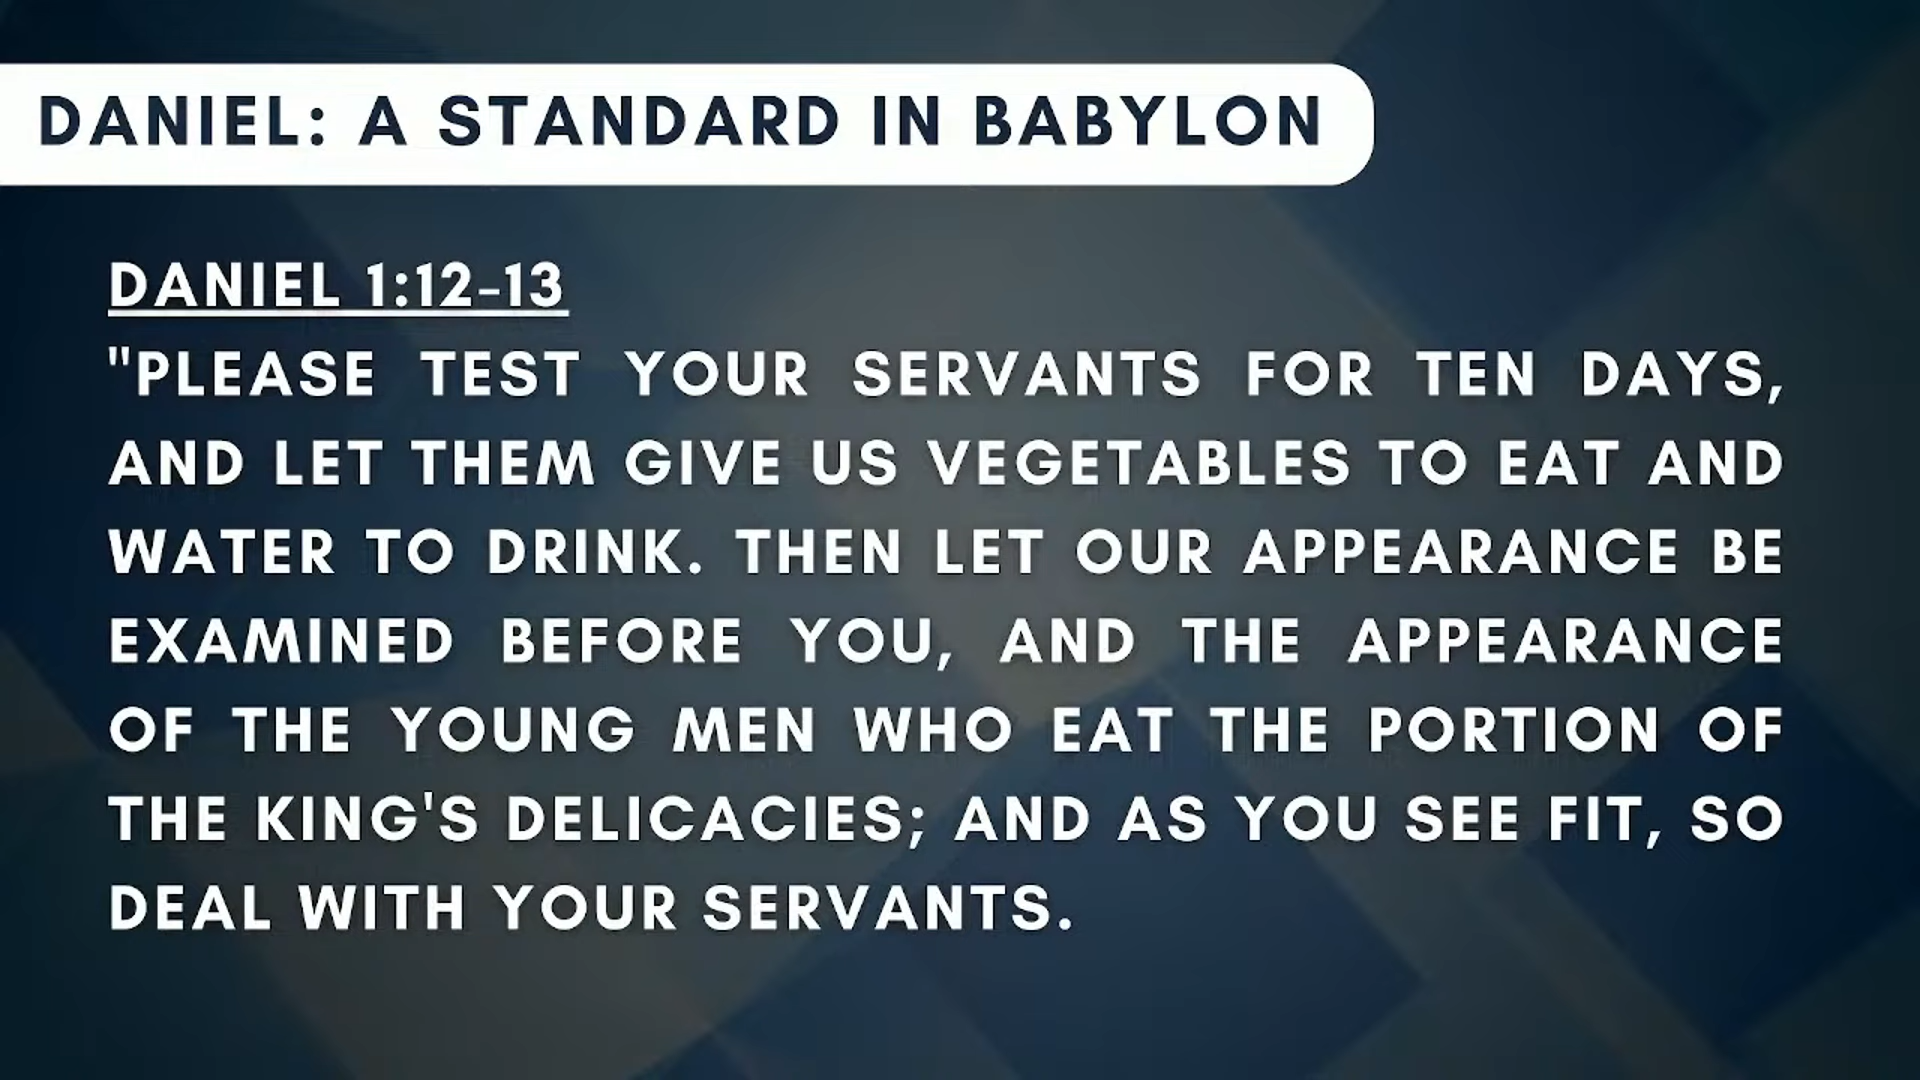 DANIEL: A STANDARD IN BABYLON
DANIEL 1:12-13
"PLEASE TEST YOUR SERVANTS FOR TEN DAYS,
AND LET THEM GIVE US VEGETABLES TO EAT AND
WATER TO DRINK. THEN LET OUR APPEARANCE BE
EXAMINED BEFORE YOU, AND THE APPEARANCE
OF THE YOUNG MEN WHO EAT THE PORTION OF
THE KING'S DELICACIES; AND AS YOU SEE FIT, SO
DEAL WITH YOUR SERVANTS.